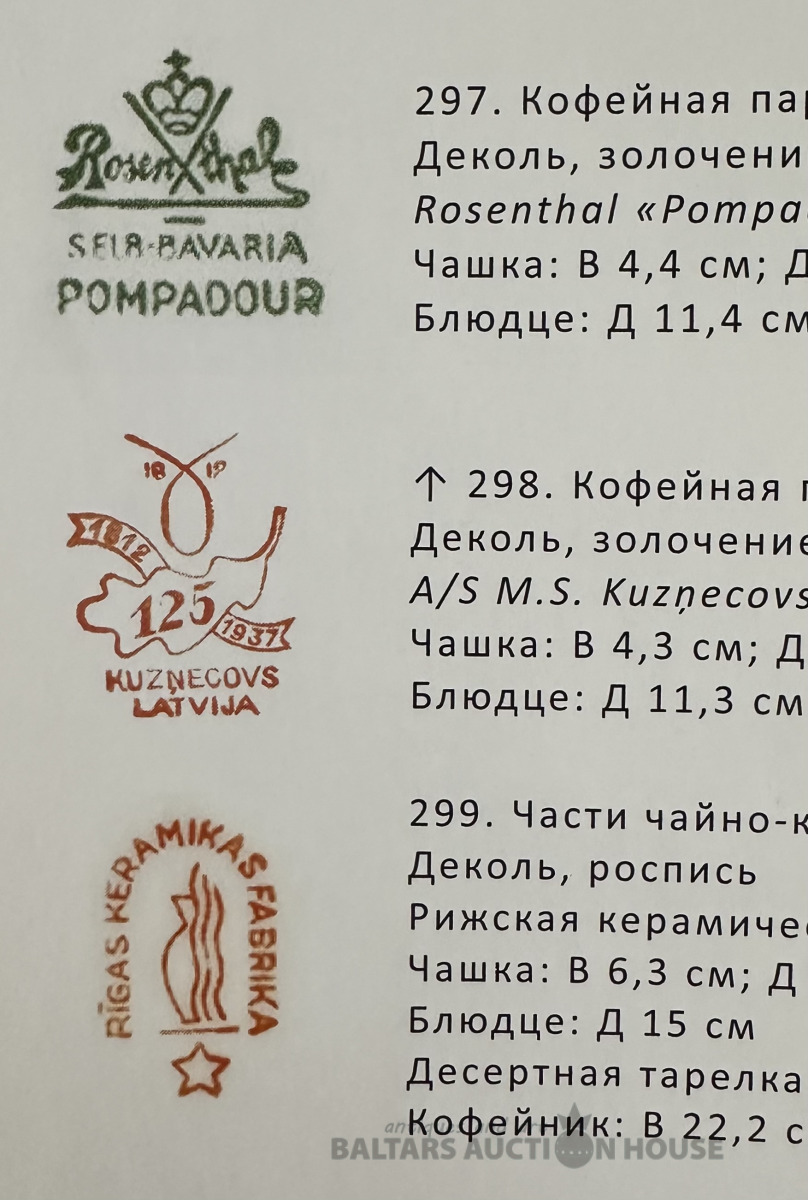 Rosenthal
SELB-BAVARIA
POMPADOUR
297. Кофейная пар
Деколь, золочени
Rosenthal «Pompa
Чашка: В 4,4 см; Д
Блюдце: Д 11,4 см
18 19
1812
125
1937
KUZŅECOVS
LATVIJA
↑ 298. Кофейная п
Деколь, золочение
A/S M.S. Kuzņecovs
Чашка: В 4,3 см; Д
Блюдце: Д 11,3 см
RĪGAS KERAMIKAS FABRIKA
299. Части чайно-к
Деколь, роспись
Рижская керамиче
Чашка: В 6,3 см; Д
Блюдце: Д 15 см
Десертная тарелка
Кофейник: В 22,2 с
BALTARS AUCTION HOUSE